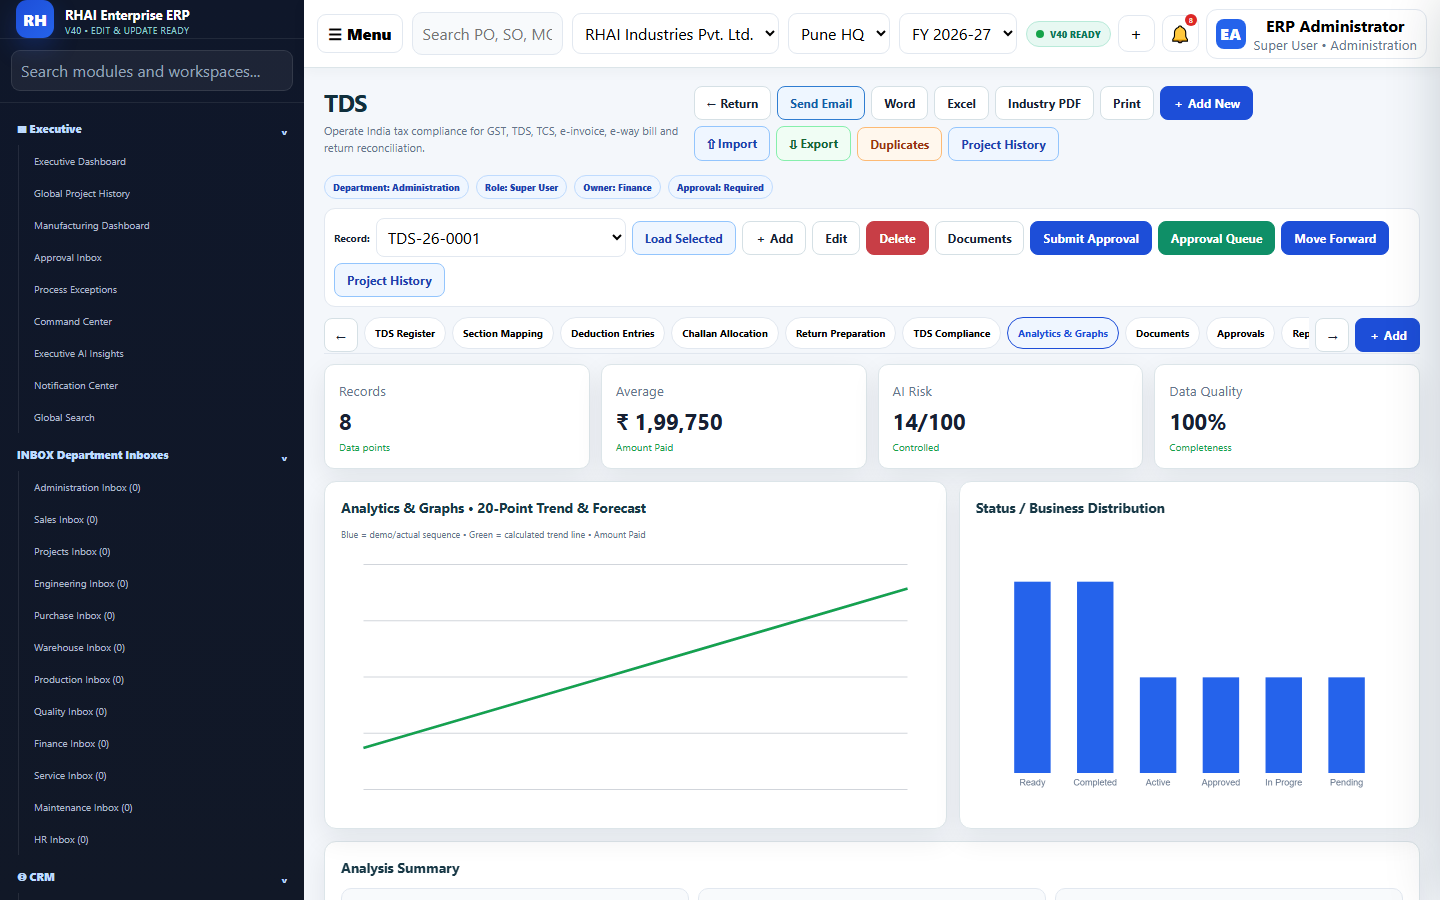 RH
RHAI Enterprise ERP
V40 • EDIT & UPDATE READY
Search modules and workspaces...
Executive
Executive Dashboard
Global Project History
Manufacturing Dashboard
Approval Inbox
Process Exceptions
Command Center
Executive AI Insights
Notification Center
Global Search
INBOX Department Inboxes
Administration Inbox (0)
Sales Inbox (0)
Projects Inbox (0)
Engineering Inbox (0)
Purchase Inbox (0)
Warehouse Inbox (0)
Production Inbox (0)
Quality Inbox (0)
Finance Inbox (0)
Service Inbox (0)
Maintenance Inbox (0)
HR Inbox (0)
CRM
☰ Menu
Search PO, SO, MO
RHAI Industries Pvt. Ltd.
Pune HQ
FY 2026-27
V40 READY
+
8
EA
ERP Administrator
Super User • Administration
TDS
Operate India tax compliance for GST, TDS, TCS, e-invoice, e-way bill and
return reconciliation.
← Return
Send Email
Word
Excel
Industry PDF
Print
+ Add New
⇧ Import
⇩ Export
Duplicates
Project History
Department: Administration
Role: Super User
Owner: Finance
Approval: Required
Record:
TDS-26-0001
Load Selected
+ Add
Edit
Delete
Documents
Submit Approval
Approval Queue
Move Forward
Project History
←
TDS Register
Section Mapping
Deduction Entries
Challan Allocation
Return Preparation
TDS Compliance
Analytics & Graphs
Documents
Approvals
Rep
→
+ Add
Records
8
Data points
Average
₹ 1,99,750
Amount Paid
AI Risk
14/100
Controlled
Data Quality
100%
Completeness
Analytics & Graphs • 20-Point Trend & Forecast
Blue = demo/actual sequence • Green = calculated trend line • Amount Paid
Status / Business Distribution
Ready
Completed
Active
Approved
In Progre
Pending
Analysis Summary